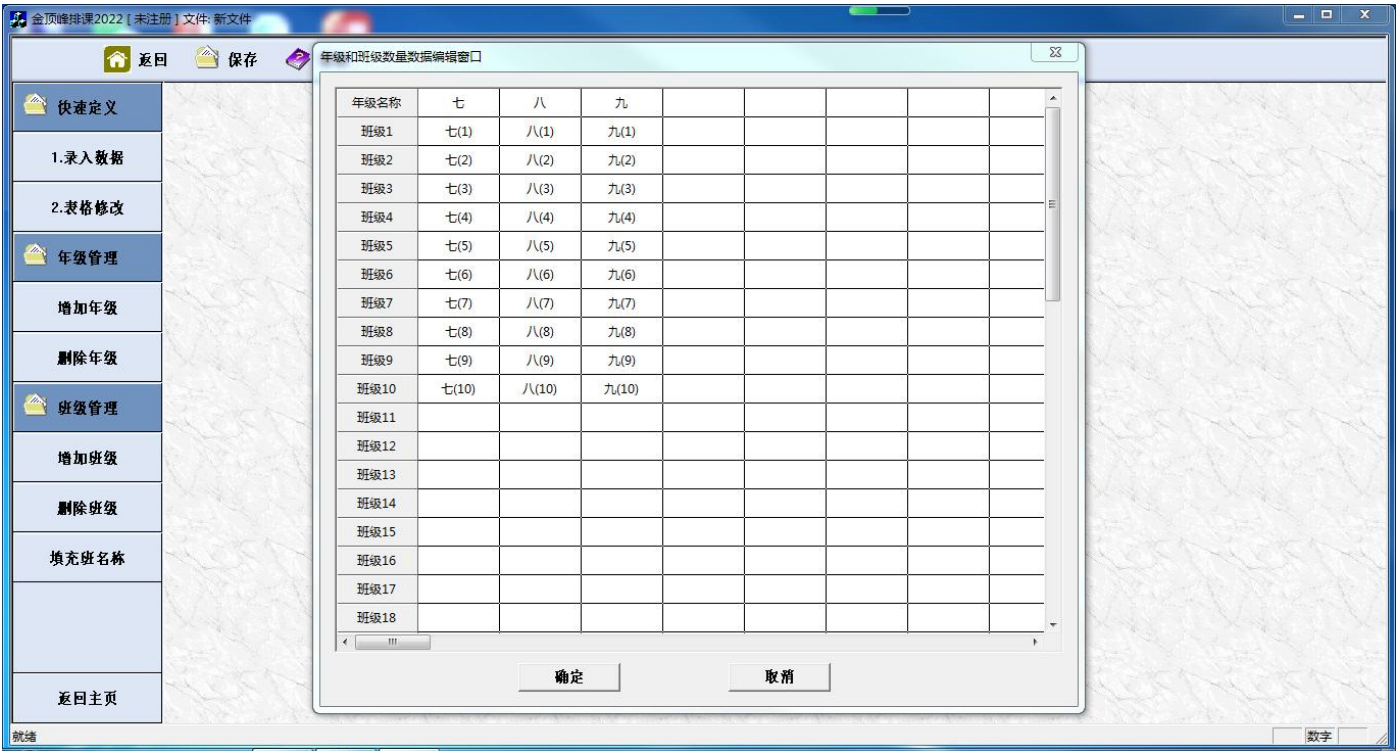 金顶峰排课2022 [ 未注册 ] 文件: 新文件
返回 保存
年级和班级数量数据编辑窗口
快速定义
1.录入数据
2.表格修改
年级管理
增加年级
删除年级
班级管理
增加班级
删除班级
填充班名称
返回主页
年级名称 七 八 九
班级1 七(1) 八(1) 九(1)
班级2 七(2) 八(2) 九(2)
班级3 七(3) 八(3) 九(3)
班级4 七(4) 八(4) 九(4)
班级5 七(5) 八(5) 九(5)
班级6 七(6) 八(6) 九(6)
班级7 七(7) 八(7) 九(7)
班级8 七(8) 八(8) 九(8)
班级9 七(9) 八(9) 九(9)
班级10 七(10) 八(10) 九(10)
班级11
班级12
班级13
班级14
班级15
班级16
班级17
班级18
确定 取消
就绪 数字